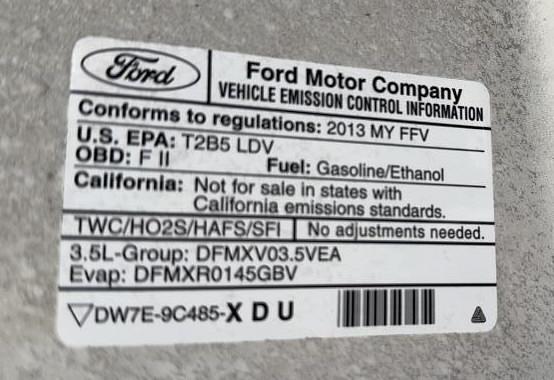 Ford
Ford Motor Company
VEHICLE EMISSION CONTROL INFORMATION
Conforms to regulations: 2013 MY FFV
U.S. EPA: T2B5 LDV
OBD: F II Fuel: Gasoline/Ethanol
California: Not for sale in states with
California emissions standards.
TWC/HO2S/HAFS/SFI No adjustments needed.
3.5L-Group: DFMXV03.5VEA
Evap: DFMXR0145GBV
DW7E-9C485-X D U